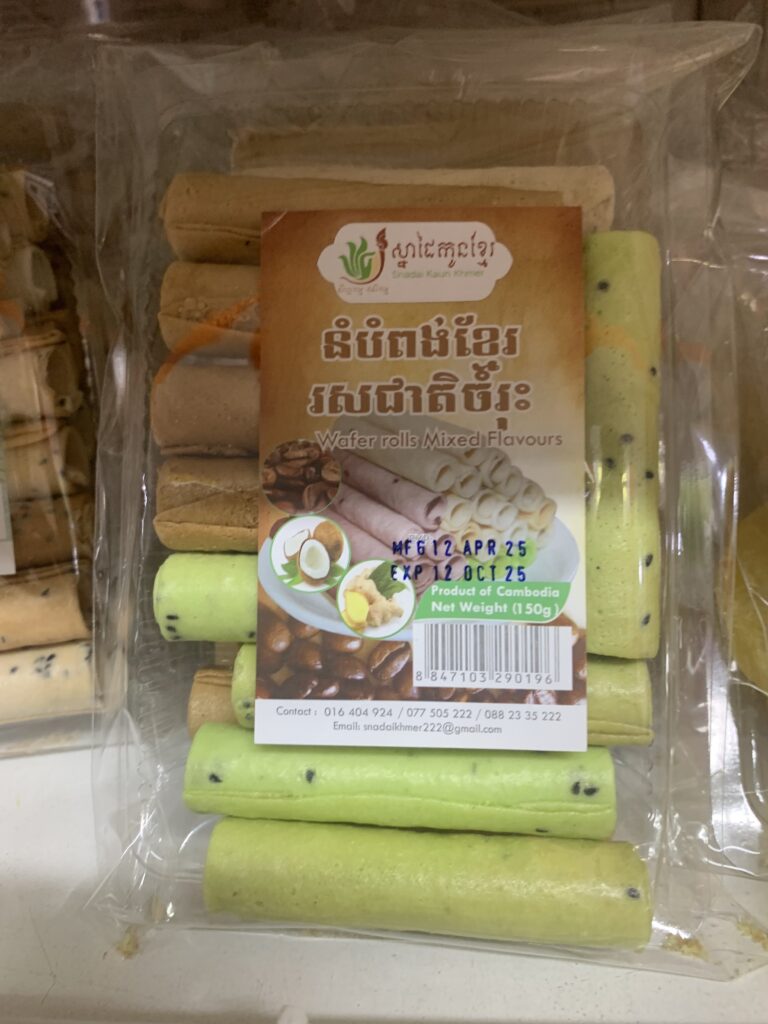 ស្នាដៃកូនខ្មែរ
Snadai Kaun Khmer
នំបំពង់ខ្មែរ
រសជាតិចំរុះ
Wafer rolls Mixed Flavours
MFG 12 APR 25
EXP 12 OCT 25
Product of Cambodia
Net Weight (150g)
8 847103 290196
Contact : 016 404 924 / 077 505 222 / 088 23 35 222
Email: snadaikhmer222@gmail.com